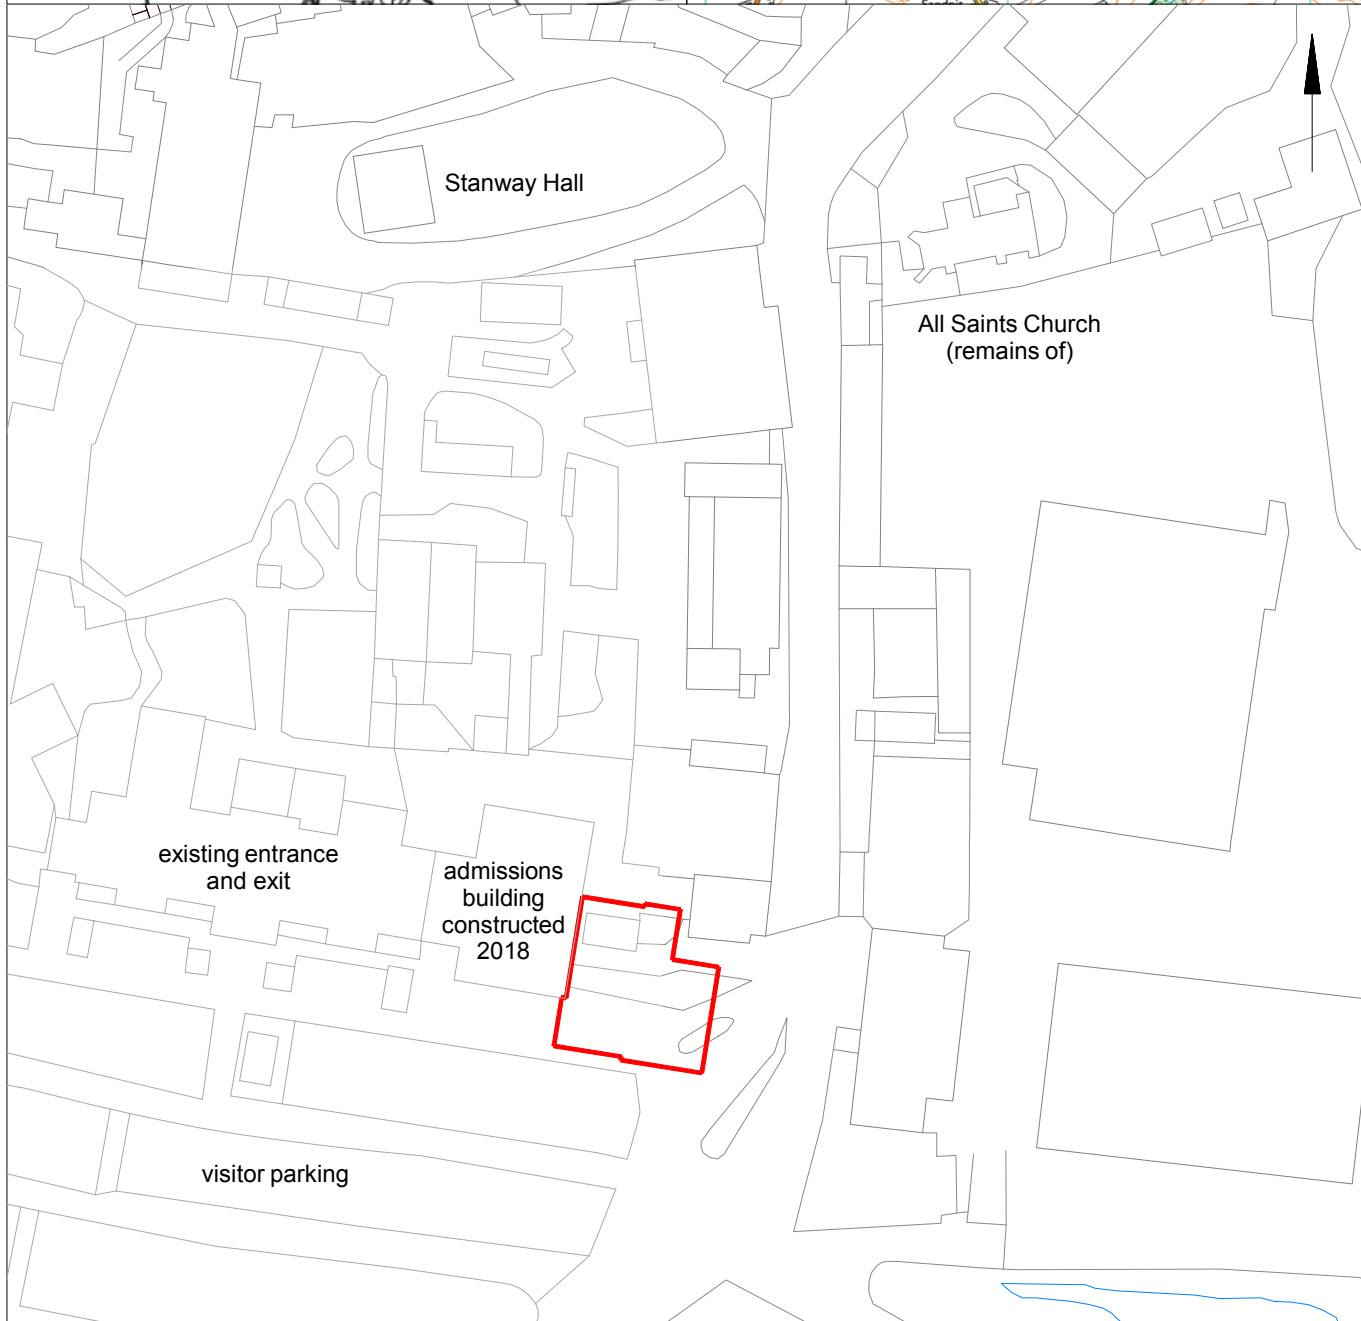 Stanway Hall
All Saints Church
(remains of)
existing entrance
and exit
admissions
building
constructed
2018
visitor parking